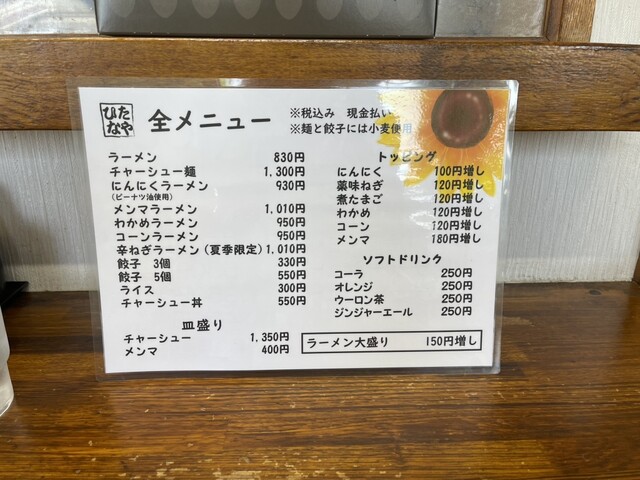 ひなたや
全メニュー
※税込み 現金払い
※麺と餃子には小麦使用
ラーメン 830円
チャーシュー麺 1,300円
にんにくラーメン 930円
(ピーナツ油使用)
メンマラーメン 1,010円
わかめラーメン 950円
コーンラーメン 950円
辛ねぎラーメン(夏季限定) 1,010円
餃子 3個 330円
餃子 5個 550円
ライス 300円
チャーシュー丼 550円
皿盛り
チャーシュー 1,350円
メンマ 400円
トッピング
にんにく 100円増し
薬味ねぎ 120円増し
煮たまご 120円増し
わかめ 120円増し
コーン 120円増し
メンマ 180円増し
ソフトドリンク
コーラ 250円
オレンジ 250円
ウーロン茶 250円
ジンジャーエール 250円
ラーメン大盛り 150円増し